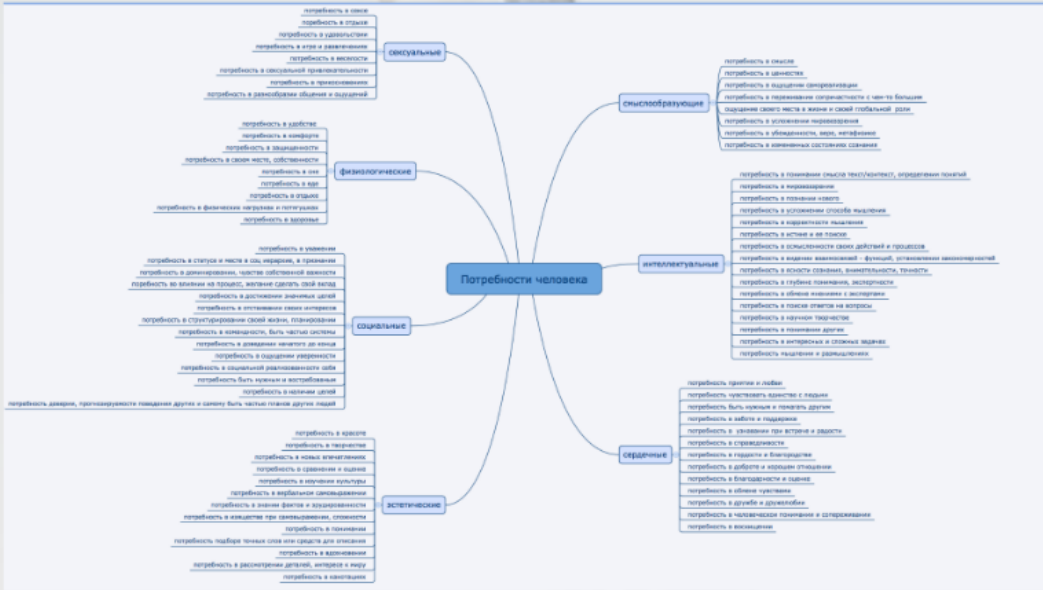 Потребности человека
сексуальные
потребность в сексе
потребность в отдыхе
потребность в удовольствии
потребность в игре и развлечениях
потребность в веселости
потребность в сексуальной привлекательности
потребность в прикосновениях
потребность в разнообразии общения и ощущений
физиологические
потребность в удобстве
потребность в комфорте
потребность в защищенности
потребность в своем месте, собственности
потребность в сне
потребность в еде
потребность в отдыхе
потребность в физических нагрузках и потягушках
потребность в здоровье
социальные
потребность в уважении
потребность в статусе и месте в соц иерархии, в признании
потребность в доминировании, чувстве собственной важности
потребность во влиянии на процесс, желание сделать свой вклад
потребность в достижении значимых целей
потребность в отстаивании своих интересов
потребность в структурировании своей жизни, планировании
потребность в командности, быть частью системы
потребность в доведении начатого до конца
потребность в ощущении уверенности
потребность в социальной реализованности себя
потребность быть нужным и востребованым
потребность в наличии целей
потребность доверия, прогнозируемости поведения других и самому быть частью планов других людей
эстетические
потребность в красоте
потребность в творчестве
потребность в новых впечатлениях
потребность в сравнении и оценке
потребность в изучении культуры
потребность в вербальном самовыражении
потребность в знании фактов и эрудированности
потребность в изяществе при самовыражении, сложности
потребность в понимании
потребность подборе точных слов или средств для описания
потребность в вдохновении
потребность в рассмотрении деталей, интересе к миру
потребность в
смыслообразующие
потребность в смысле
потребность в ценностях
потребность в ощущении самореализации
потребность в переживании сопричастности с чем-то большим
ощущение своего места в жизни и своей глобальной роли
потребность в усложнении мировоззрения
потребность в убежденности, вере, метафизике
потребность в измененных состояниях сознания
интеллектуальные
потребность в понимании смысла текст/контекст, определении понятий
потребность в мировоззрении
потребность в познании нового
потребность в усложнении способа мышления
потребность в корректности мышления
потребность в истине и ее поиске
потребность в осмысленности своих действий и процессов
потребность в видении взаимосвязей - функций, установлении закономерностей
потребность в ясности сознания, внимательности, точности
потребность в глубине понимания, экспертности
потребность в обмене мнениями с экспертами
потребность в поиске ответов на вопросы
потребность в научном творчестве
потребность в понимании других
потребность в интересных и сложных задачах
потребность мышлении и размышлениях
сердечные
потребность принятии и любви
потребность чувствовать единство с людьми
потребность быть нужным и помогать другим
потребность в заботе и поддержке
потребность в узнавании при встрече и радости
потребность в справедливости
потребность в гордости и благородстве
потребность в доброте и хорошем отношении
потребность в благодарности и оценке
потребность в обмене чувствами
потребность в дружбе и дружелюбии
потребность в человеческом понимании и сопереживании
потребность в восхищении